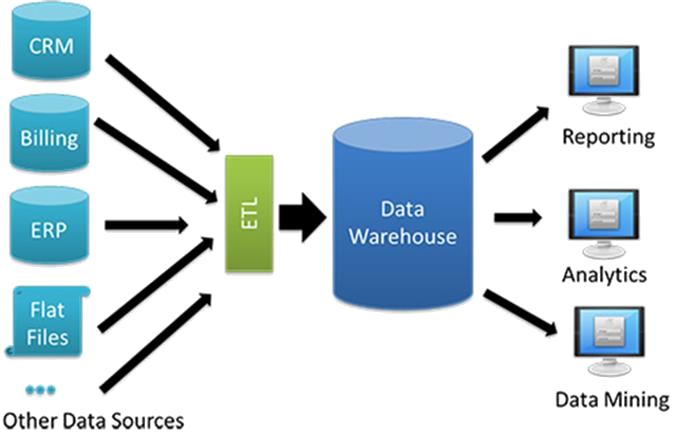 CRM
Billing
ERP
Flat
Files
Other Data Sources
ETL
Data
Warehouse
Reporting
Analytics
Data Mining